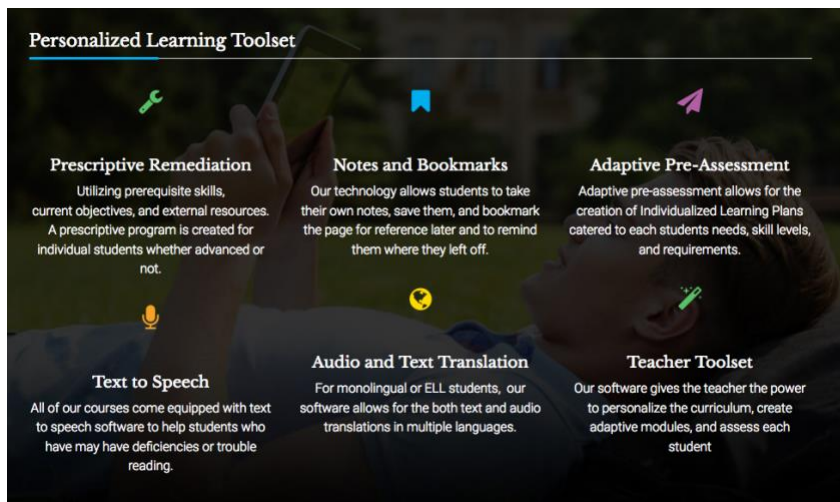 Personalized Learning Toolset
Prescriptive Remediation
Utilizing prerequisite skills,
current objectives, and external resources.
A prescriptive program is created for
individual students whether advanced or
not.
Notes and Bookmarks
Our technology allows students to take
their own notes, save them, and bookmark
the page for reference later and to remind
them where they left off.
Adaptive Pre-Assessment
Adaptive pre-assessment allows for the
creation of Individualized Learning Plans
catered to each students needs, skill levels,
and requirements.
Text to Speech
All of our courses come equipped with text
to speech software to help students who
have may have deficiencies or trouble
reading.
Audio and Text Translation
For monolingual or ELL students, our
software allows for the both text and audio
translations in multiple languages.
Teacher Toolset
Our software gives the teacher the power
to personalize the curriculum, create
adaptive modules, and assess each
student